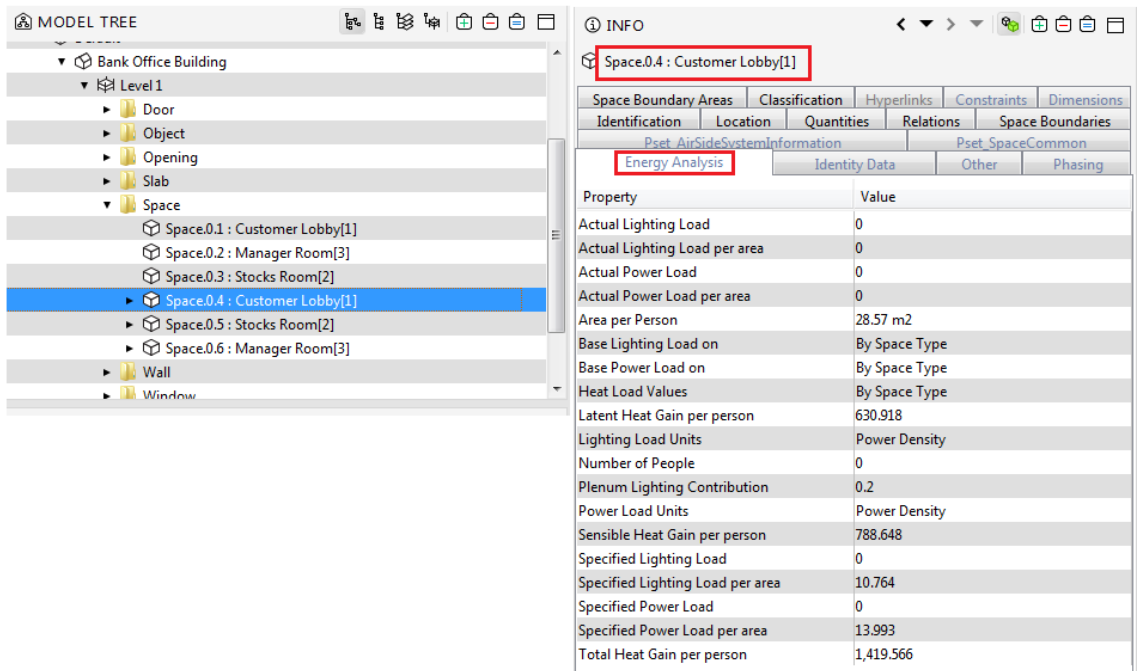 MODEL TREE
Bank Office Building
Level 1
Door
Object
Opening
Slab
Space
Space.0.1 : Customer Lobby[1]
Space.0.2 : Manager Room[3]
Space.0.3 : Stocks Room[2]
Space.0.4 : Customer Lobby[1]
Space.0.5 : Stocks Room[2]
Space.0.6 : Manager Room[3]
Wall
Window
INFO
Space.0.4 : Customer Lobby[1]
Space Boundary Areas Classification Hyperlinks Constraints Dimensions
Identification Location Quantities Relations Space Boundaries
Pset_AirSideSystemInformation Pset_SpaceCommon
Energy Analysis Identity Data Other Phasing
Property Value
Actual Lighting Load 0
Actual Lighting Load per area 0
Actual Power Load 0
Actual Power Load per area 0
Area per Person 28.57 m2
Base Lighting Load on By Space Type
Base Power Load on By Space Type
Heat Load Values By Space Type
Latent Heat Gain per person 630.918
Lighting Load Units Power Density
Number of People 0
Plenum Lighting Contribution 0.2
Power Load Units Power Density
Sensible Heat Gain per person 788.648
Specified Lighting Load 0
Specified Lighting Load per area 10.764
Specified Power Load 0
Specified Power Load per area 13.993
Total Heat Gain per person 1,419.566